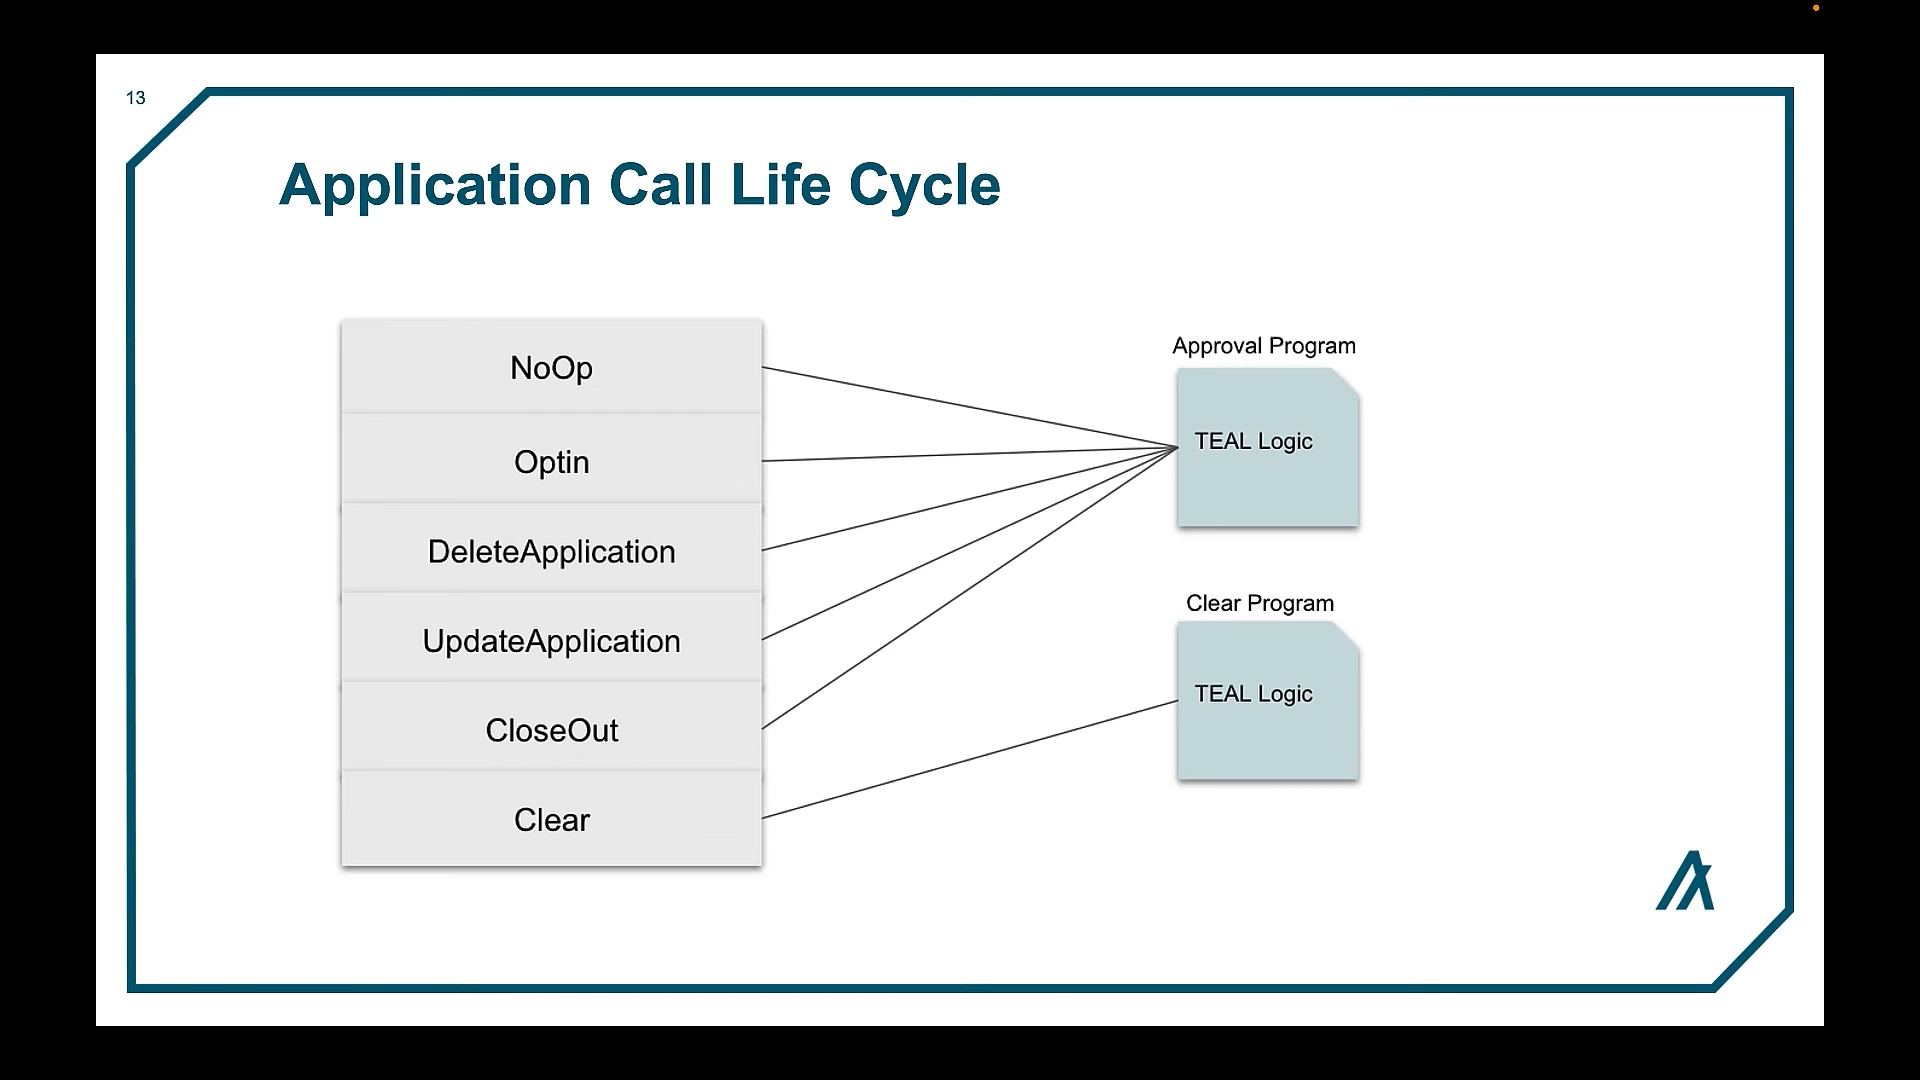 13
Application Call Life Cycle
NoOp
Optin
DeleteApplication
UpdateApplication
CloseOut
Clear
Approval Program
TEAL Logic
Clear Program
TEAL Logic